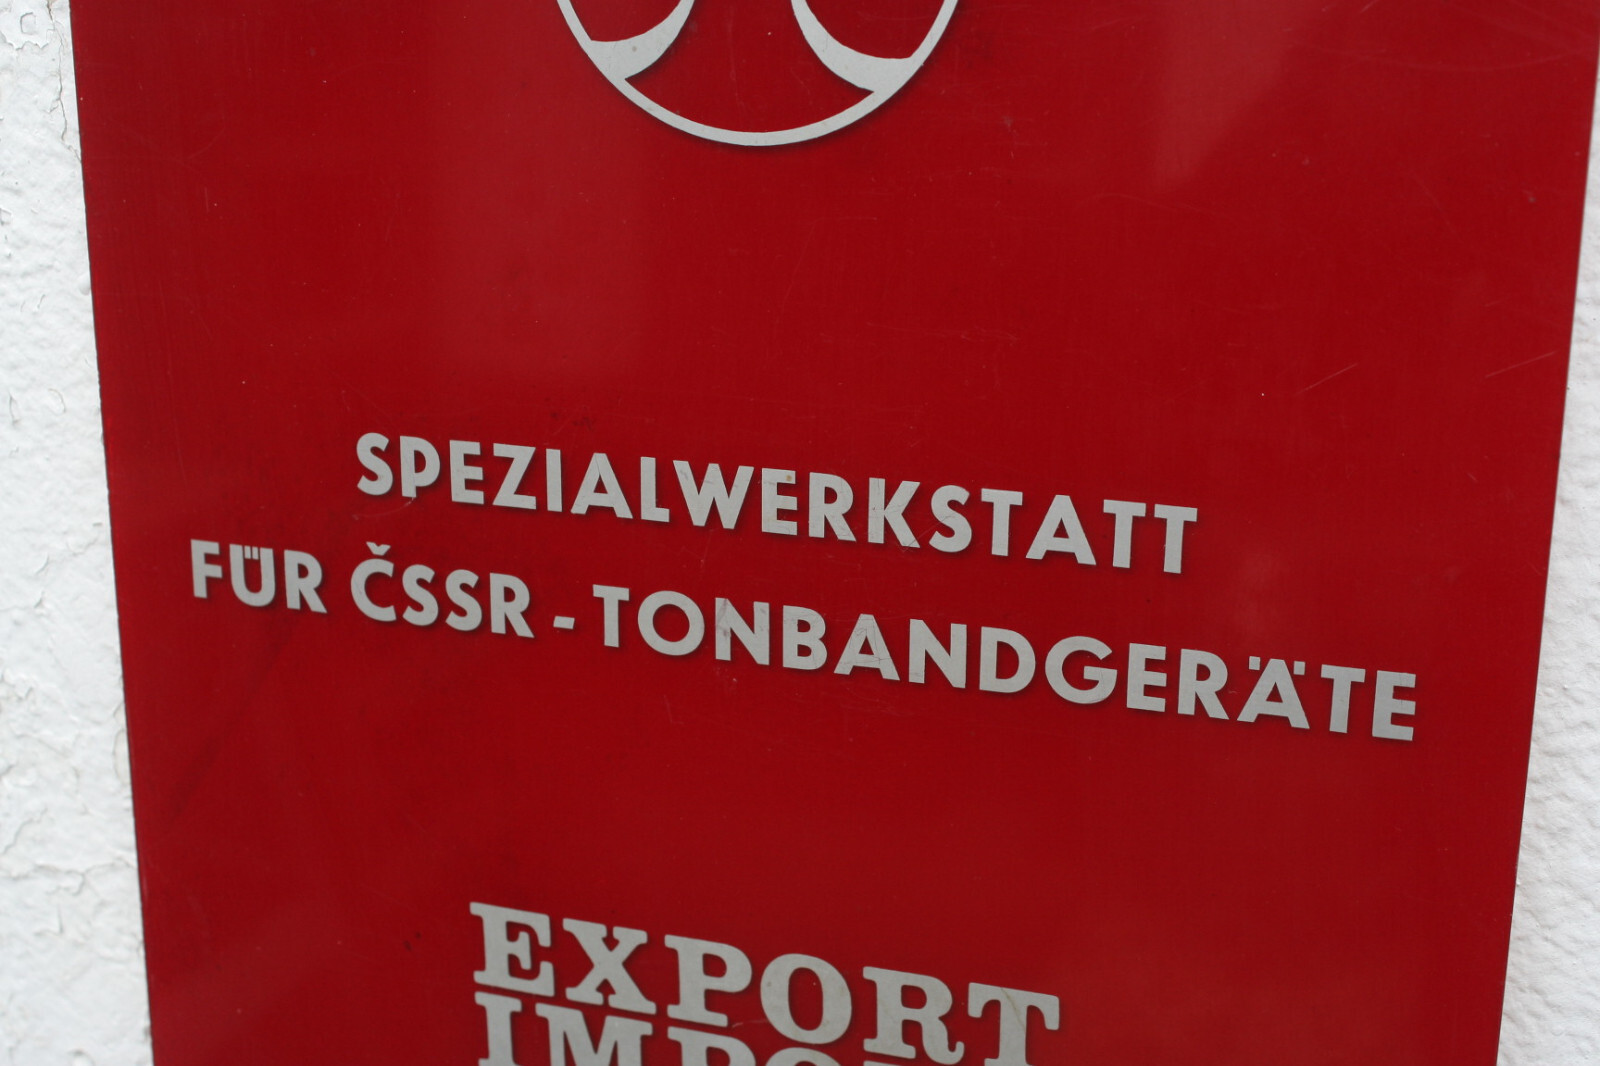 SPEZIALWERKSTATT
FÜR ČSSR - TONBANDGERÄTE
EXPORT